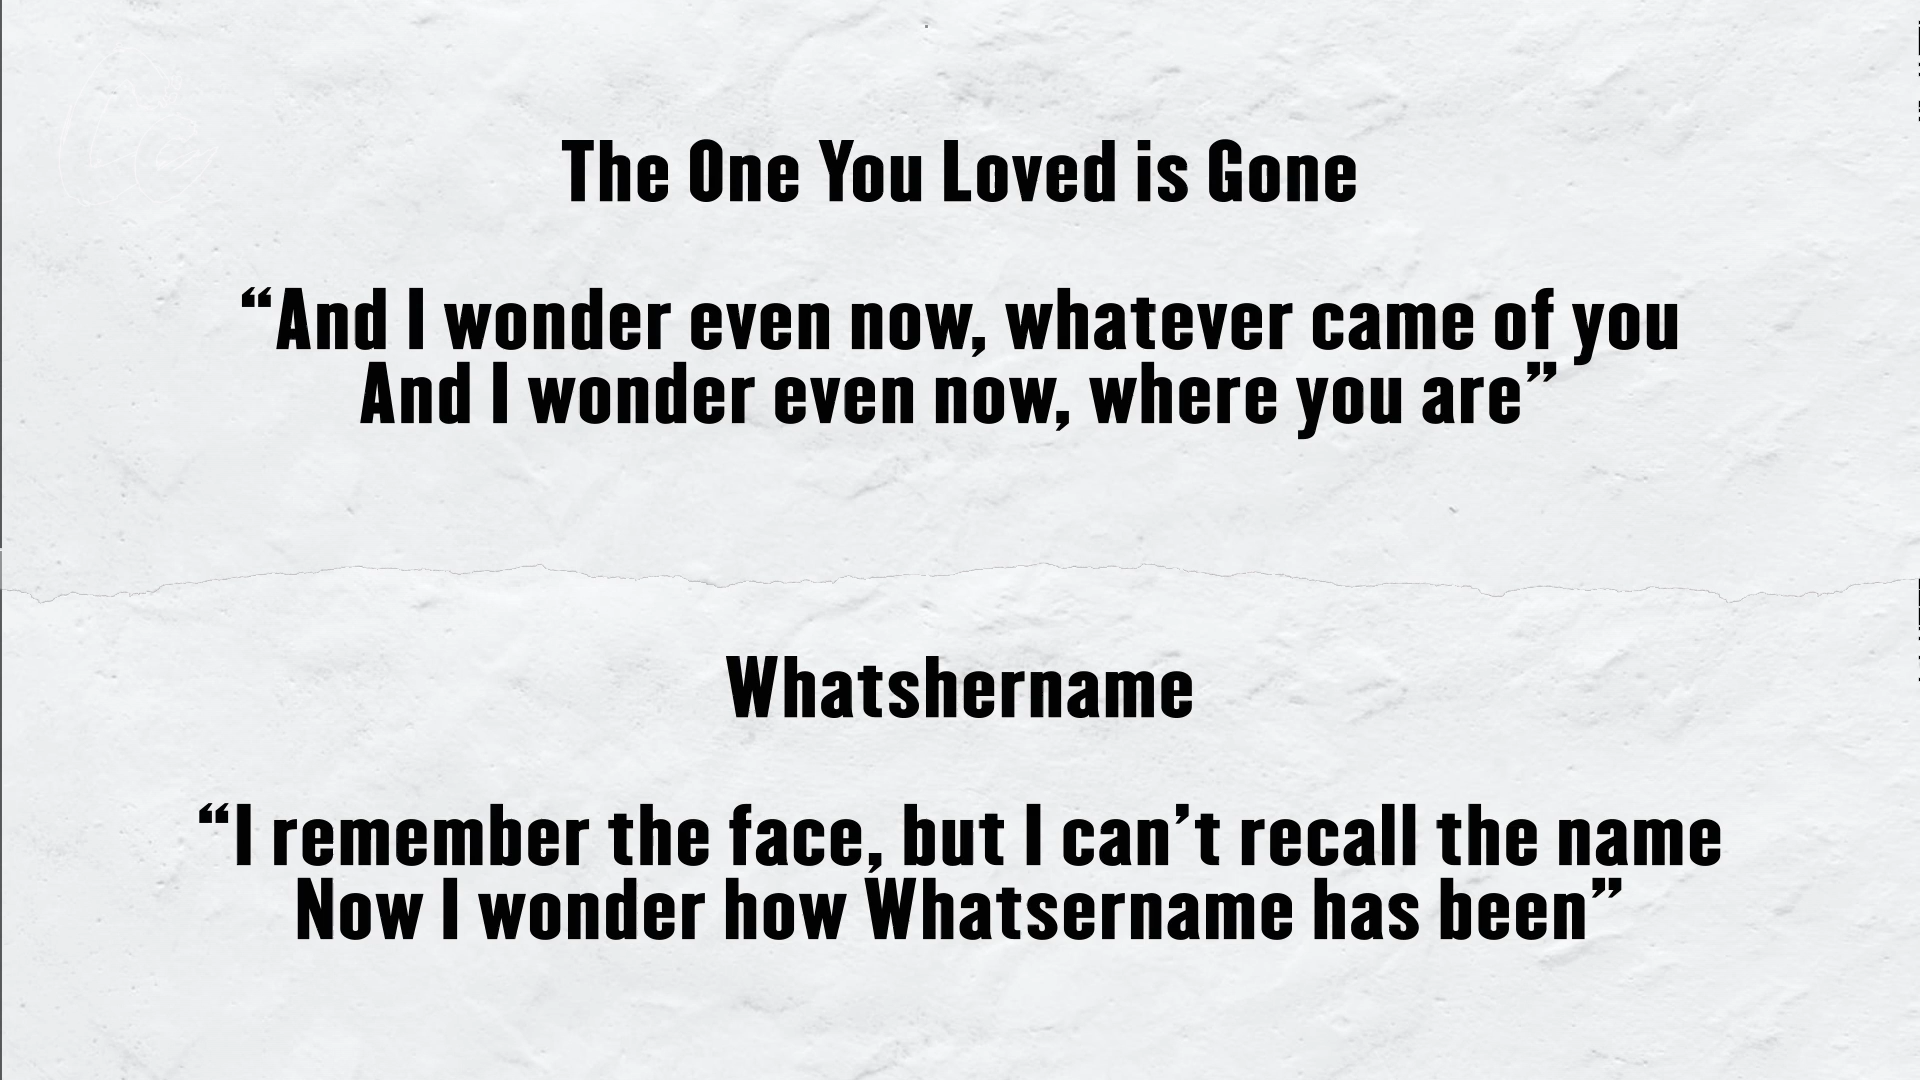 The One You Loved is Gone
“And I wonder even now, whatever came of you
And I wonder even now, where you are”
Whatshername
“I remember the face, but I can’t recall the name
Now I wonder how Whatsername has been”